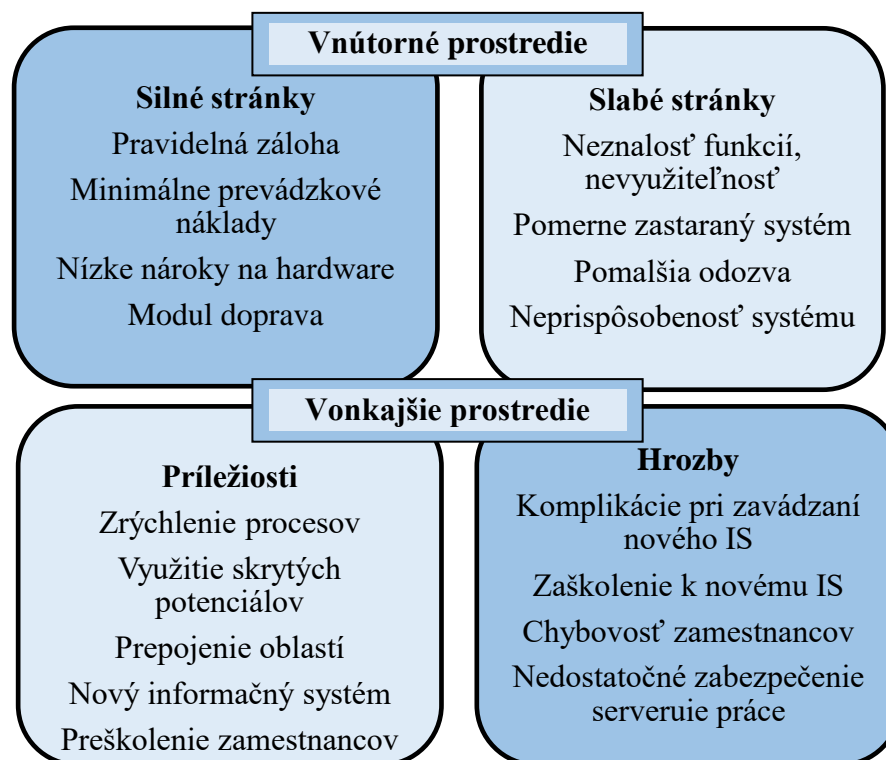 Vnútorné prostredie
Silné stránky
Pravidelná záloha
Minimálne prevádzkové
náklady
Nízke nároky na hardware
Modul doprava
Slabé stránky
Neznalosť funkcií,
nevyužiteľnosť
Pomerne zastaraný systém
Pomalšia odozva
Neprispôsobenosť systému
Vonkajšie prostredie
Príležiosti
Zrýchlenie procesov
Využitie skrytých
potenciálov
Prepojenie oblastí
Nový informačný systém
Preškolenie zamestnancov
Hrozby
Komplikácie pri zavádzaní
nového IS
Zaškolenie k novému IS
Chybovosť zamestnancov
Nedostatočné zabezpečenie
serveruie práce